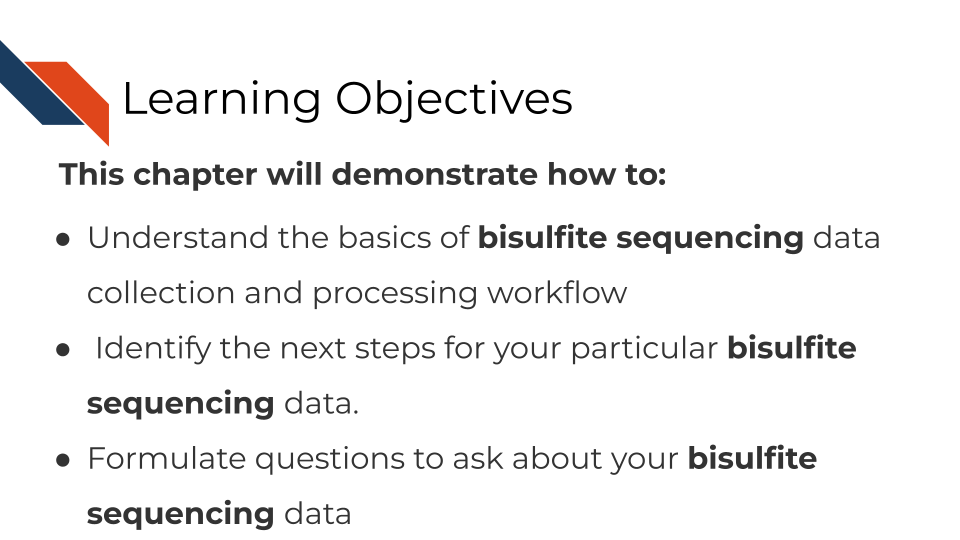 Learning Objectives
This chapter will demonstrate how to:
● Understand the basics of bisulfite sequencing data
collection and processing workflow
● Identify the next steps for your particular bisulfite
sequencing data.
● Formulate questions to ask about your bisulfite
sequencing data